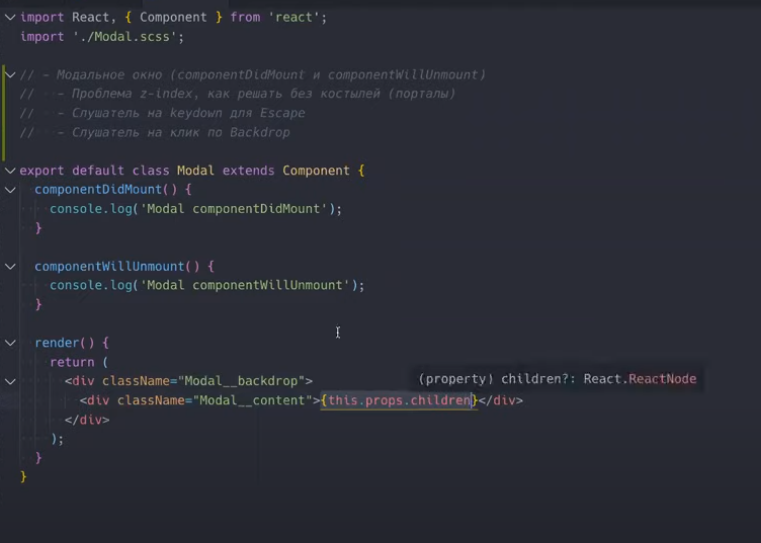 import React, { Component } from 'react';
import './Modal.scss';
// - Модальное окно (componentDidMount и componentWillUnmount)
// - Проблема z-index, как решать без костылей (порталы)
// - Слушатель на keydown для Escape
// - Слушатель на клик по Backdrop
export default class Modal extends Component {
componentDidMount() {
console.log('Modal componentDidMount');
}
componentWillUnmount() {
console.log('Modal componentWillUnmount');
}
render() {
return (
<div className="Modal__backdrop">
(property) children?: React.ReactNode
<div className="Modal__content">{this.props.children}</div>
</div>
);
}
}